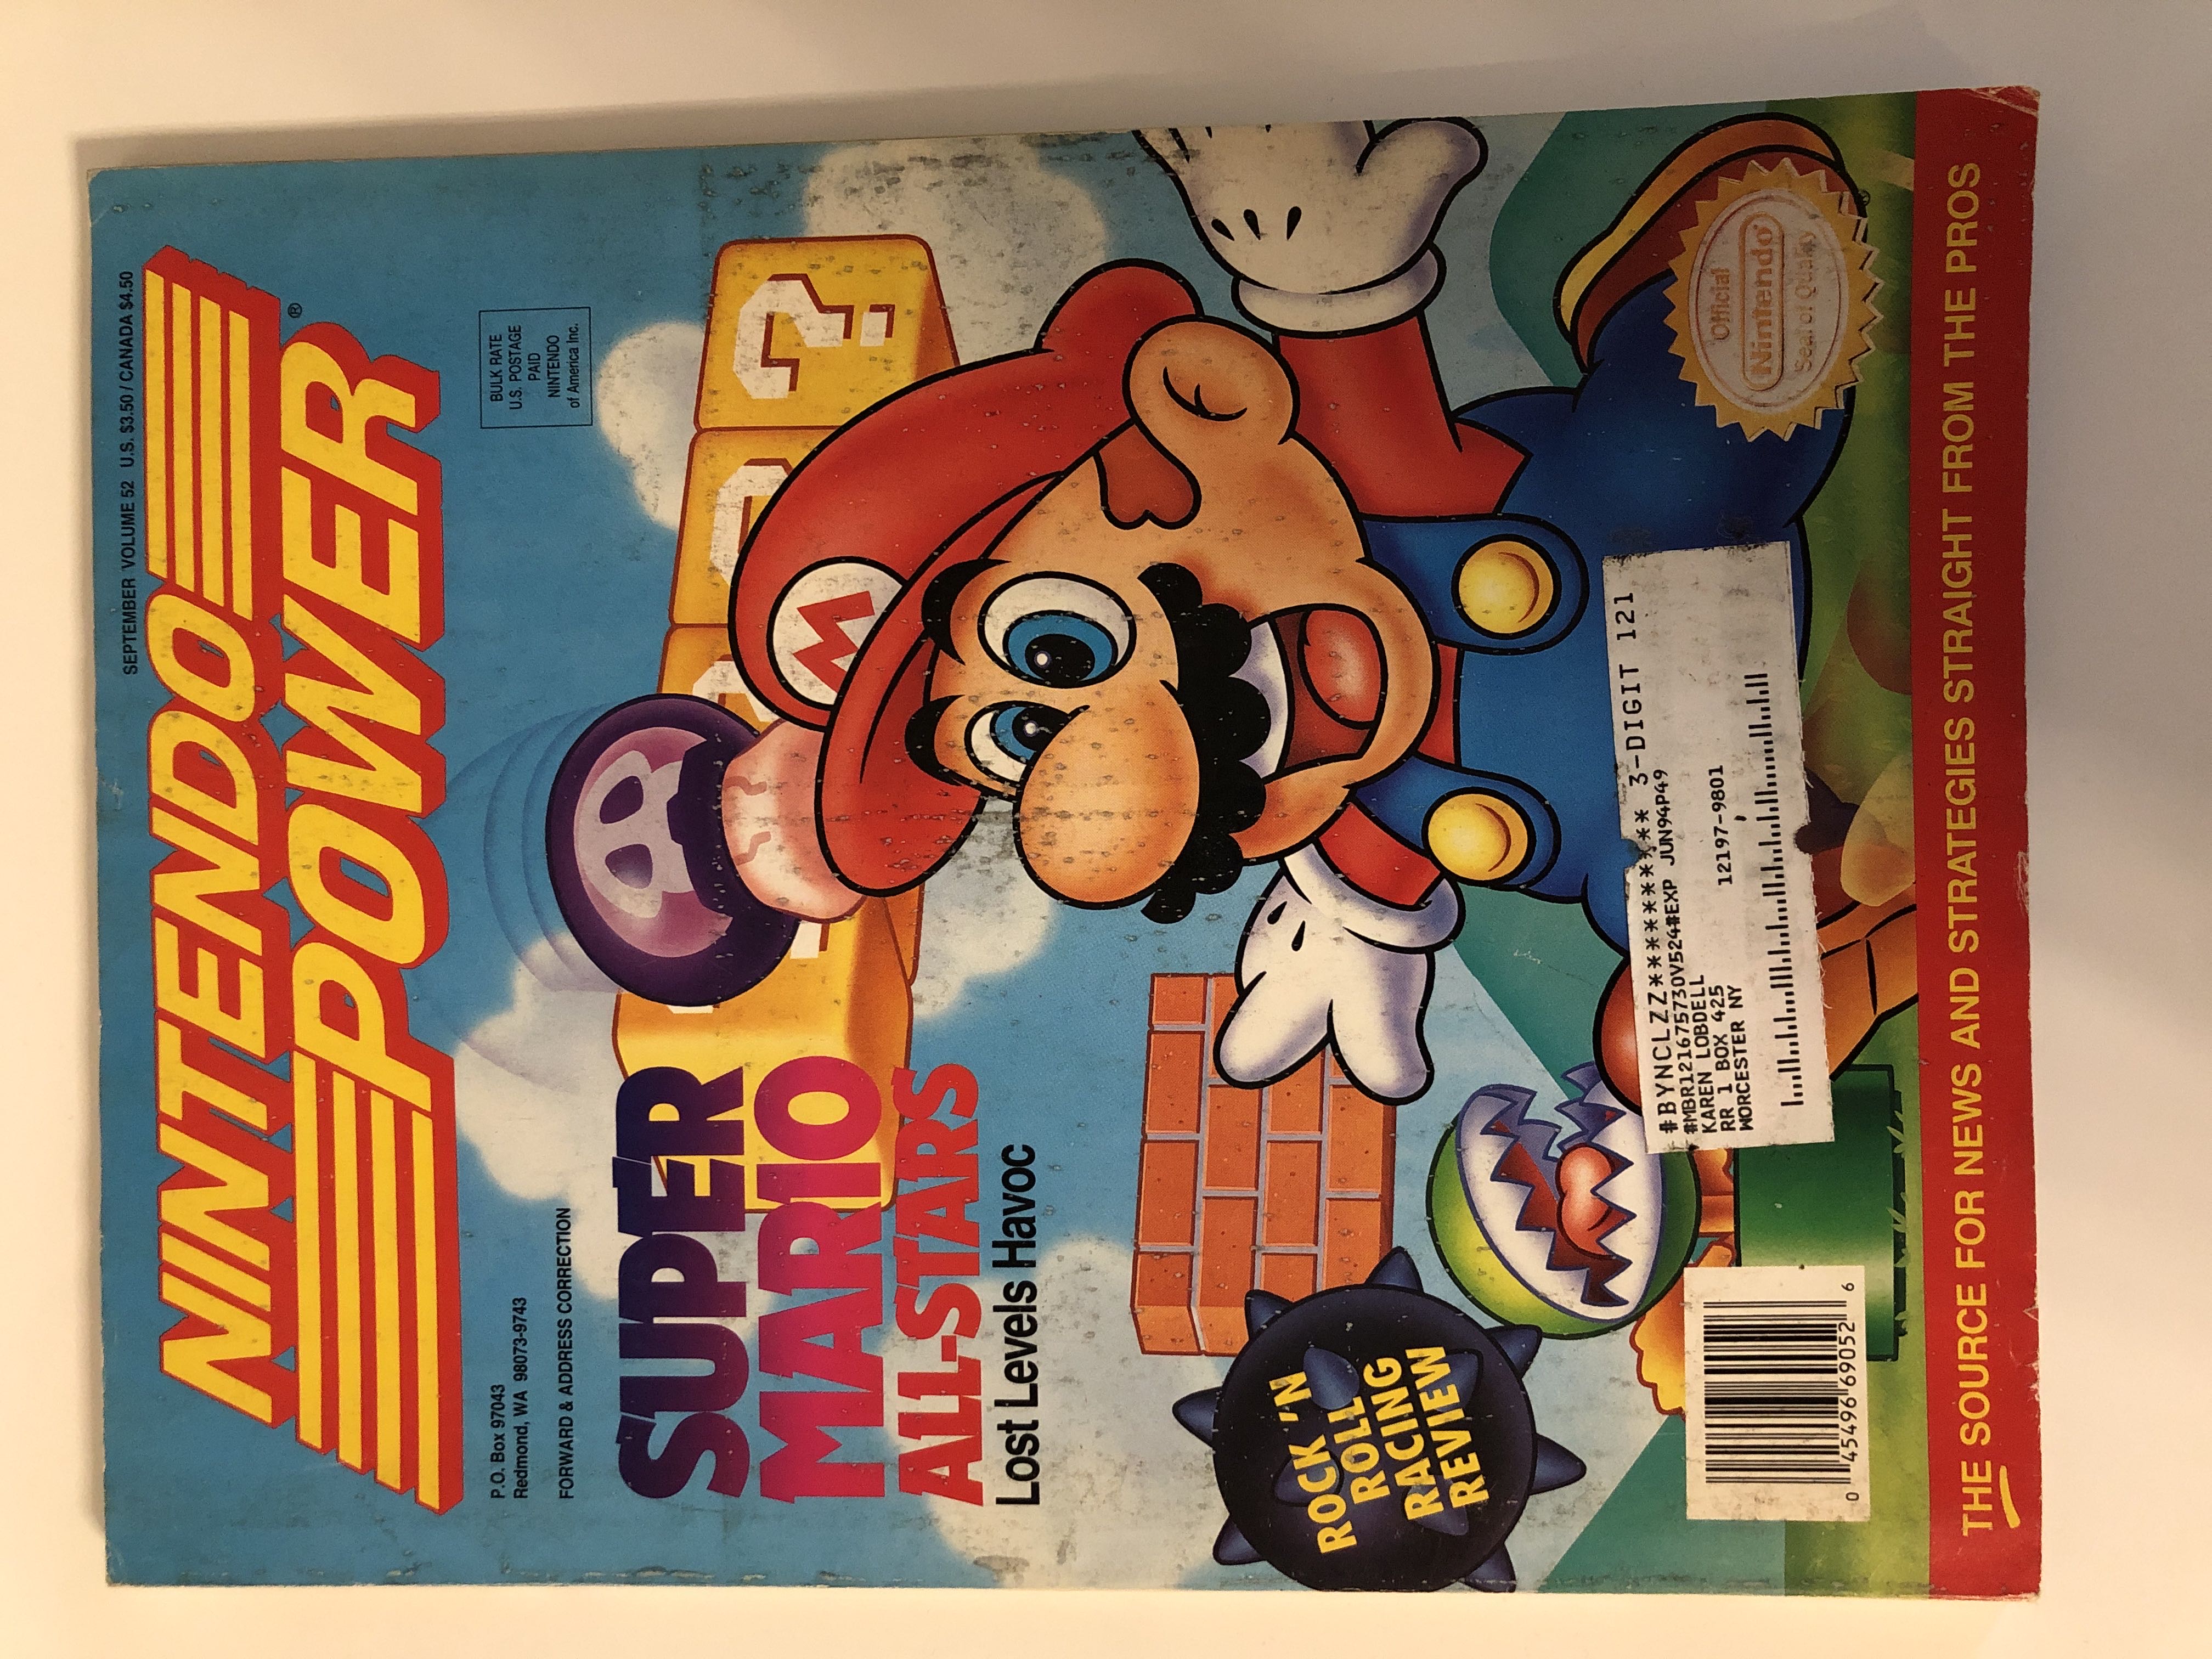 SEPTEMBER VOLUME 52 U.S. $3.50 / CANADA $4.50
NINTENDO
POWER®
P.O. Box 97043
Redmond, WA 98073-9743
FORWARD & ADDRESS CORRECTION
BULK RATE
U.S. POSTAGE
PAID
NINTENDO
of America Inc.
SUPER
MARIO
ALL-STARS
Lost Levels Havoc
? ? ?
M
ROCK 'N
ROLL
RACING
REVIEW
#BYNCLZZ**************** 3-DIGIT 121
#MBR12167573OV524#EXP JUN94P49
KAREN LOBDELL
RR 1 BOX 425 12197-9801
WORCESTER NY
Official
Nintendo®
Seal of Quality
®
0 45496 69052 6
THE SOURCE FOR NEWS AND STRATEGIES STRAIGHT FROM THE PROS